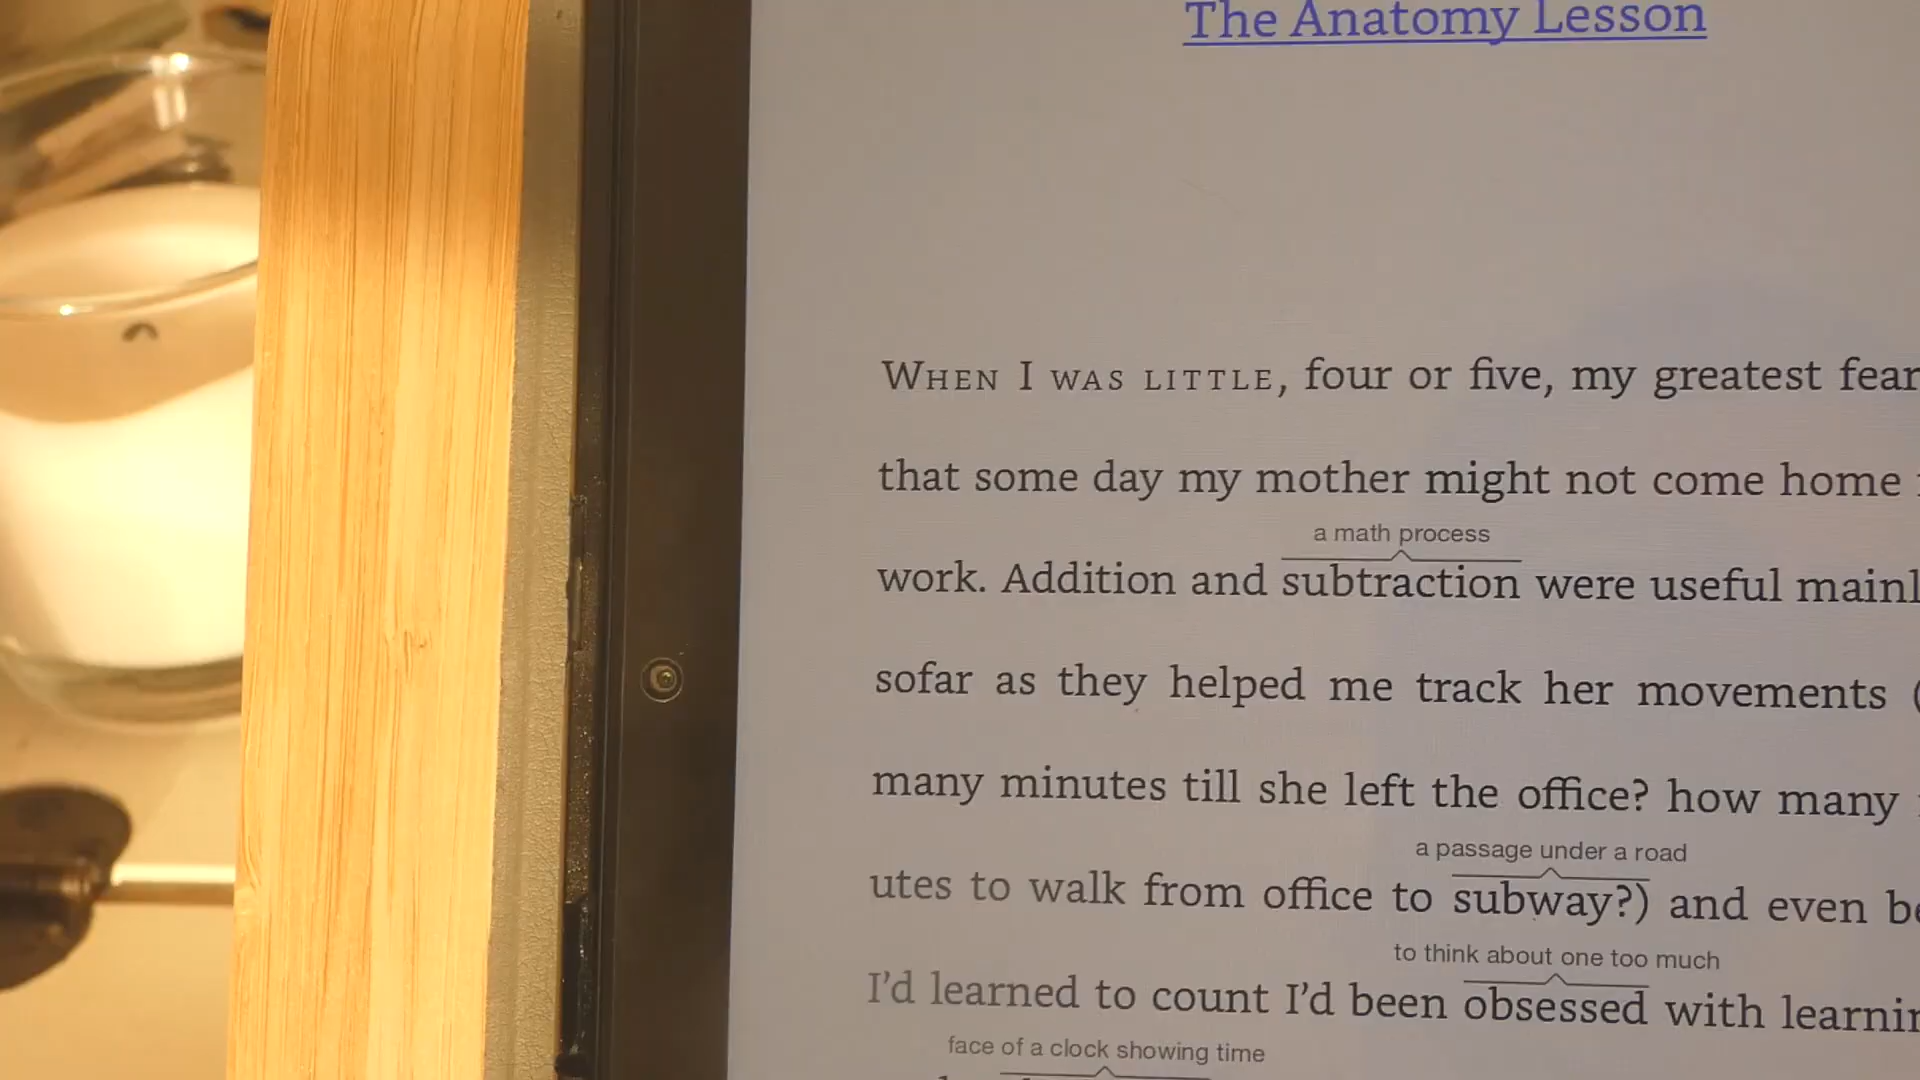 The Anatomy Lesson
WHEN I WAS LITTLE, four or five, my greatest fear
that some day my mother might not come home
a math process
work. Addition and subtraction were useful mainl
sofar as they helped me track her movements (
many minutes till she left the office? how many
a passage under a road
utes to walk from office to subway?) and even be
to think about one too much
I'd learned to count I'd been obsessed with learnin
face of a clock showing time